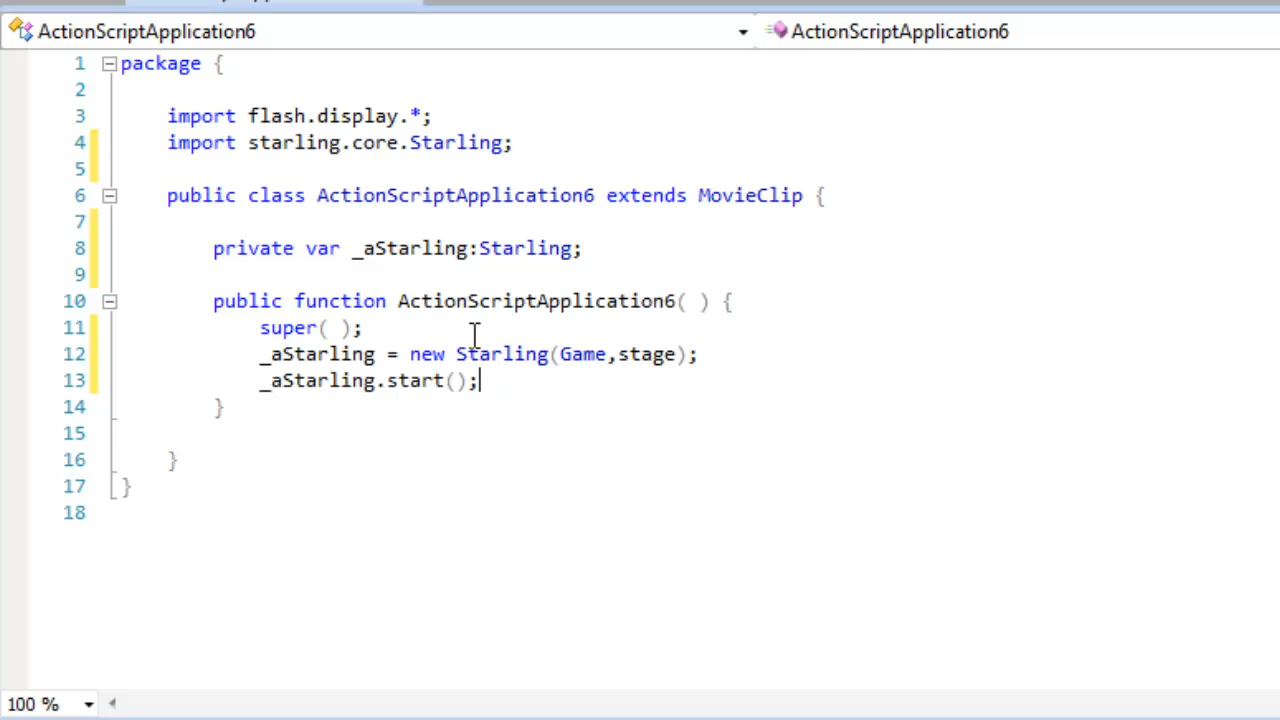 ActionScriptApplication6 ActionScriptApplication6
1 package {
2
3 import flash.display.*;
4 import starling.core.Starling;
5
6 public class ActionScriptApplication6 extends MovieClip {
7
8 private var _aStarling:Starling;
9
10 public function ActionScriptApplication6( ) {
11 super( );
12 _aStarling = new Starling(Game,stage);
13 _aStarling.start();
14 }
15
16 }
17 }
18
100 %